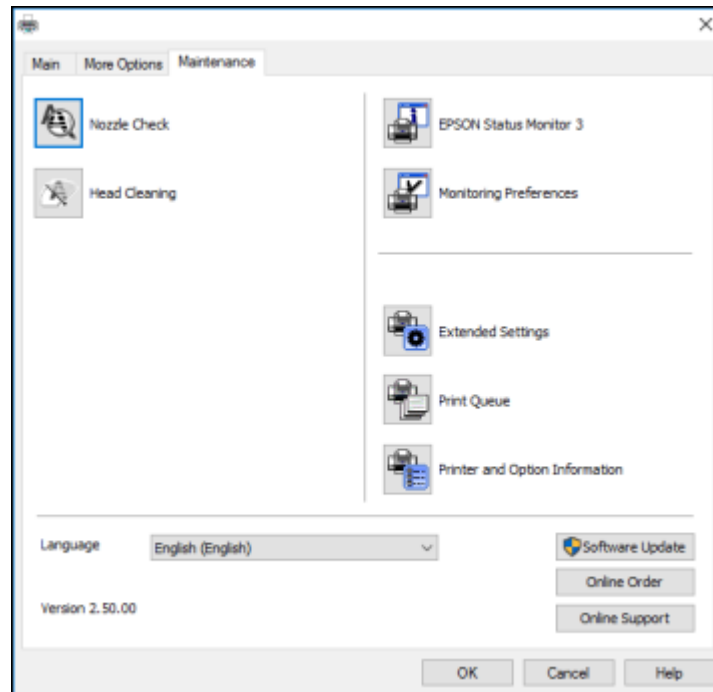 Main More Options Maintenance
Nozzle Check
Head Cleaning
EPSON Status Monitor 3
Monitoring Preferences
Extended Settings
Print Queue
Printer and Option Information
Language English (English)
Software Update
Online Order
Version 2.50.00
Online Support
OK Cancel Help